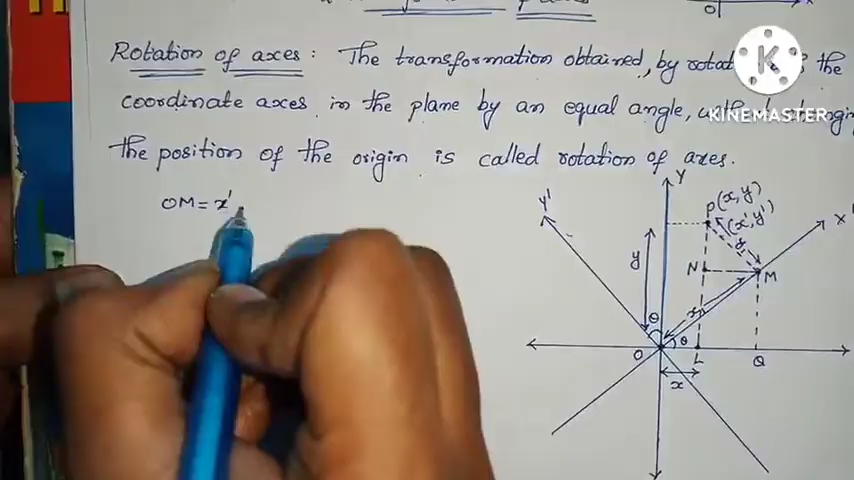 Rotation of axes : The transformation obtained, by the
coordinate axes in the plane by an equal angle,
the position of the origin is called rotation of axes.
OM = x'
K
KINEMASTER
O
Y
Y'
X'
P(x,y)
(x',y')
y
N
M
x'
θ
θ
O
L
Q
x